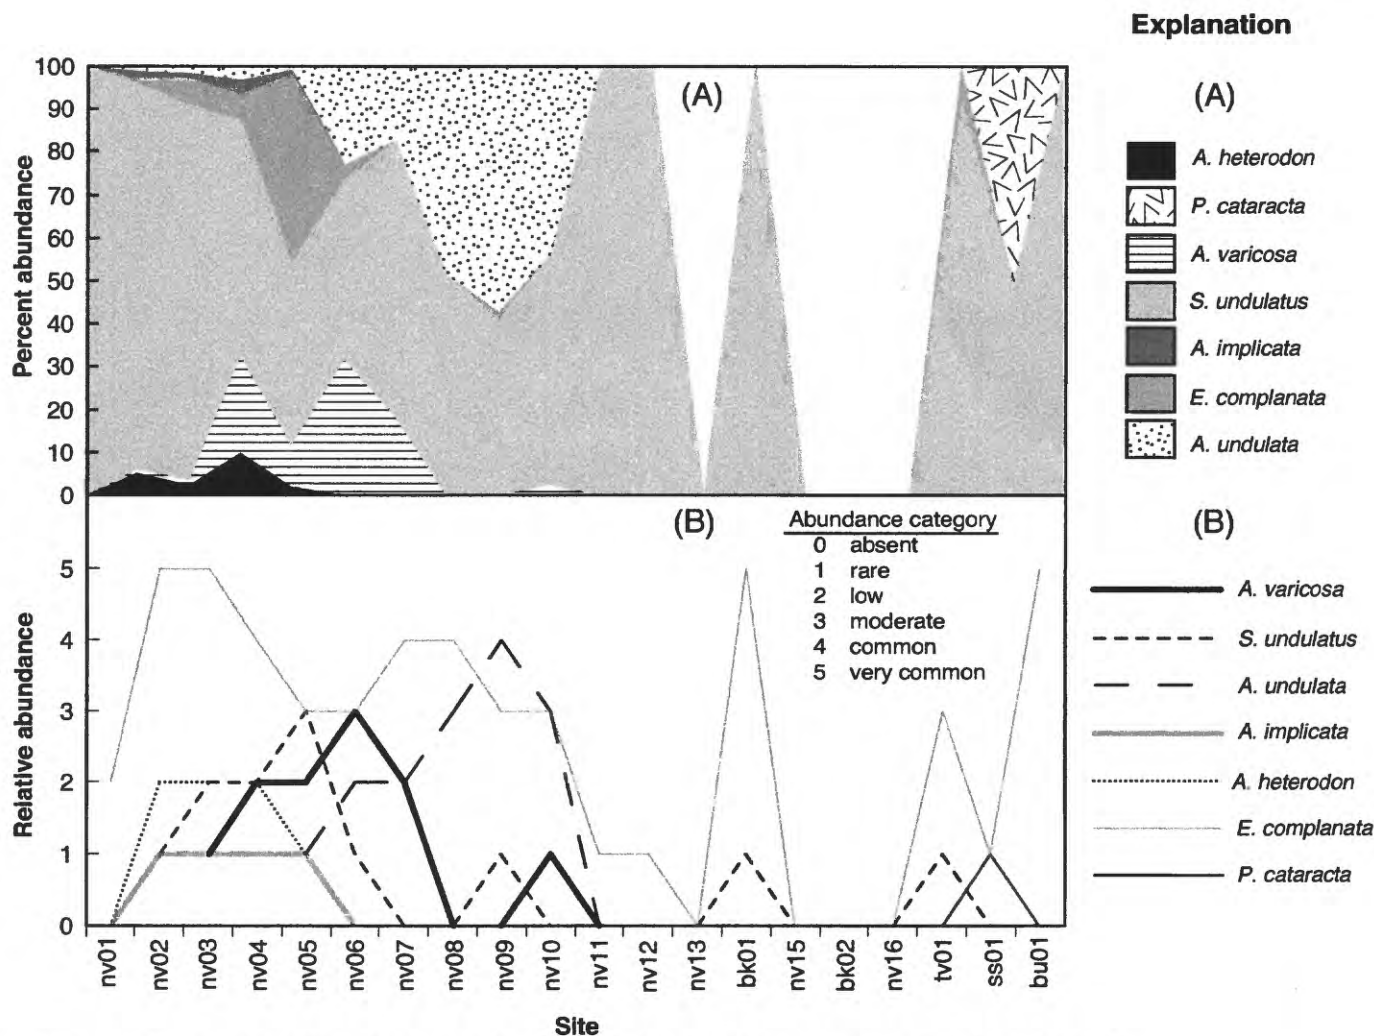 Explanation
(A)
A. heterodon
P. cataracta
A. varicosa
S. undulatus
A. implicata
E. complanata
A. undulata
(B)
A. varicosa
S. undulatus
A. undulata
A. implicata
A. heterodon
E. complanata
P. cataracta
(A)
Percent abundance
100
90
80
70
60
50
40
30
20
10
0
(B)
Abundance category
0 absent
1 rare
2 low
3 moderate
4 common
5 very common
Relative abundance
5
4
3
2
1
0
nv01
nv02
nv03
nv04
nv05
nv06
nv07
nv08
nv09
nv10
nv11
nv12
nv13
bk01
nv15
bk02
nv16
tv01
ss01
bu01
Site